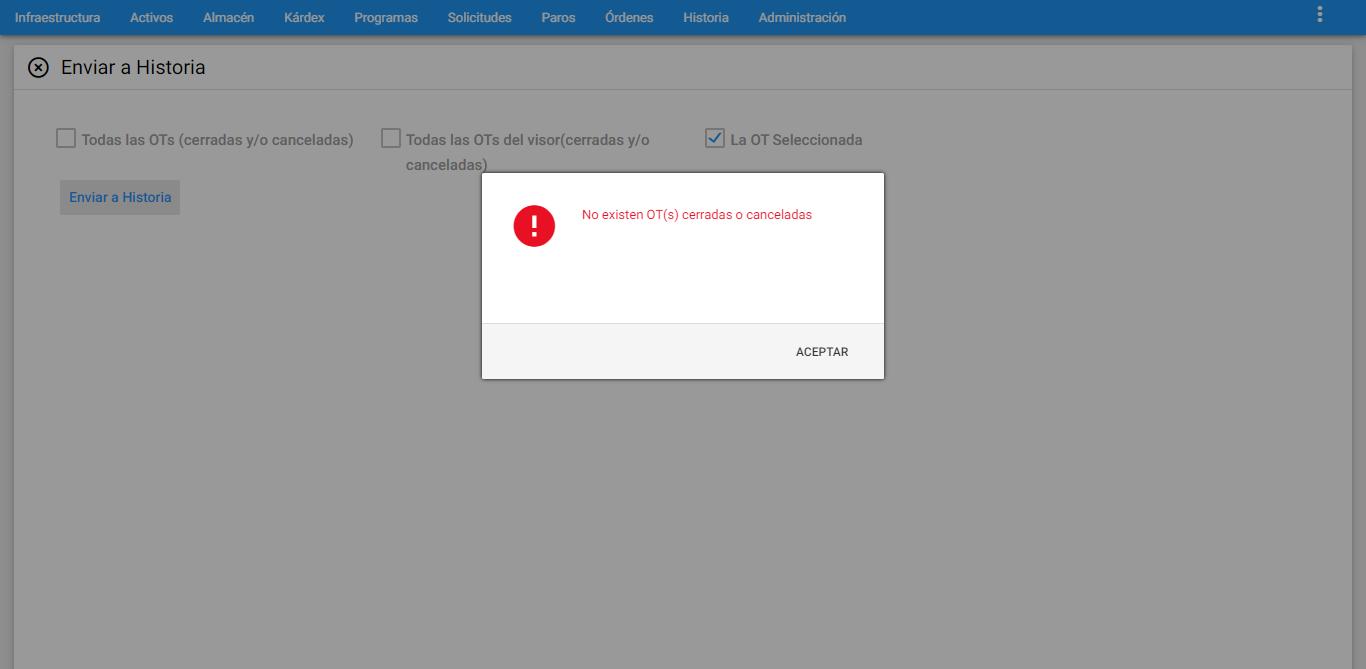 Infraestructura Activos Almacén Kárdex Programas Solicitudes Paros Órdenes Historia Administración
Enviar a Historia
Todas las OTs (cerradas y/o canceladas) Todas las OTs del visor(cerradas y/o La OT Seleccionada
canceladas)
Enviar a Historia
No existen OT(s) cerradas o canceladas
ACEPTAR